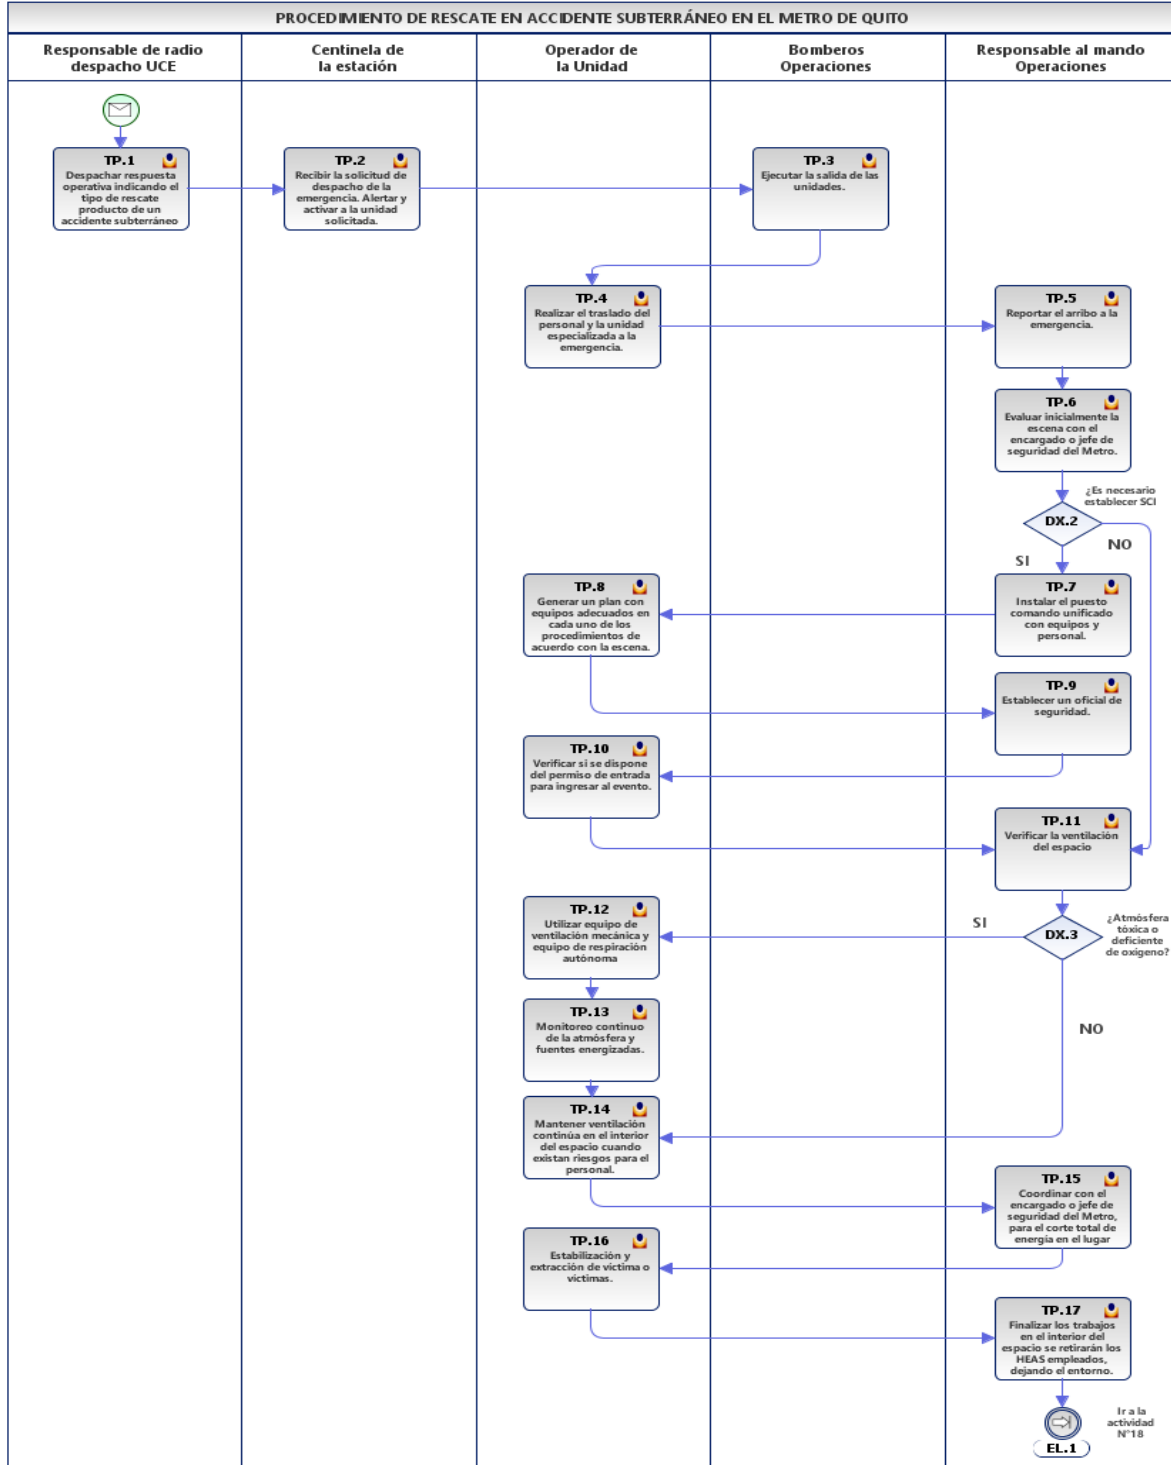 PROCEDIMIENTO DE RESCATE EN ACCIDENTE SUBTERRÁNEO EN EL METRO DE QUITO
Responsable de radio
despacho UCE
Centinela de
la estación
Operador de
la Unidad
Bomberos
Operaciones
Responsable al mando
Operaciones
TP.1
Despachar respuesta
operativa indicando el
tipo de rescate
producto de un
accidente subterráneo
TP.2
Recibir la solicitud de
despacho de la
emergencia. Alertar y
activar a la unidad
solicitada.
TP.3
Ejecutar la salida de las
unidades.
TP.4
Realizar el traslado del
personal y la unidad
especializada a la
emergencia.
TP.5
Reportar el arribo a la
emergencia.
TP.6
Evaluar inicialmente la
escena con el
encargado o jefe de
seguridad del Metro.
¿Es necesario
establecer SCI
DX.2
NO
SI
TP.7
Instalar el puesto
comando unificado
con equipos y
personal.
TP.8
Generar un plan con
equipos adecuados en
cada uno de los
procedimientos de
acuerdo con la escena.
TP.9
Establecer un oficial de
seguridad.
TP.10
Verificar si se dispone
del permiso de entrada
para ingresar al evento.
TP.11
Verificar la ventilación
del espacio
DX.3
¿Atmósfera
tóxica o
deficiente
de oxígeno?
SI
NO
TP.12
Utilizar equipo de
ventilación mecánica y
equipo de respiración
autónoma
TP.13
Monitoreo continuo
de la atmósfera y
fuentes energizadas.
TP.14
Mantener ventilación
continúa en el interior
del espacio cuando
existan riesgos para el
personal.
TP.15
Coordinar con el
encargado o jefe de
seguridad del Metro,
para el corte total de
energía en el lugar
TP.16
Estabilización y
extracción de víctima o
víctimas.
TP.17
Finalizar los trabajos
en el interior del
espacio se retirarán los
HEAS empleados,
dejando el entorno.
Ir a la
actividad
N°18
EL.1